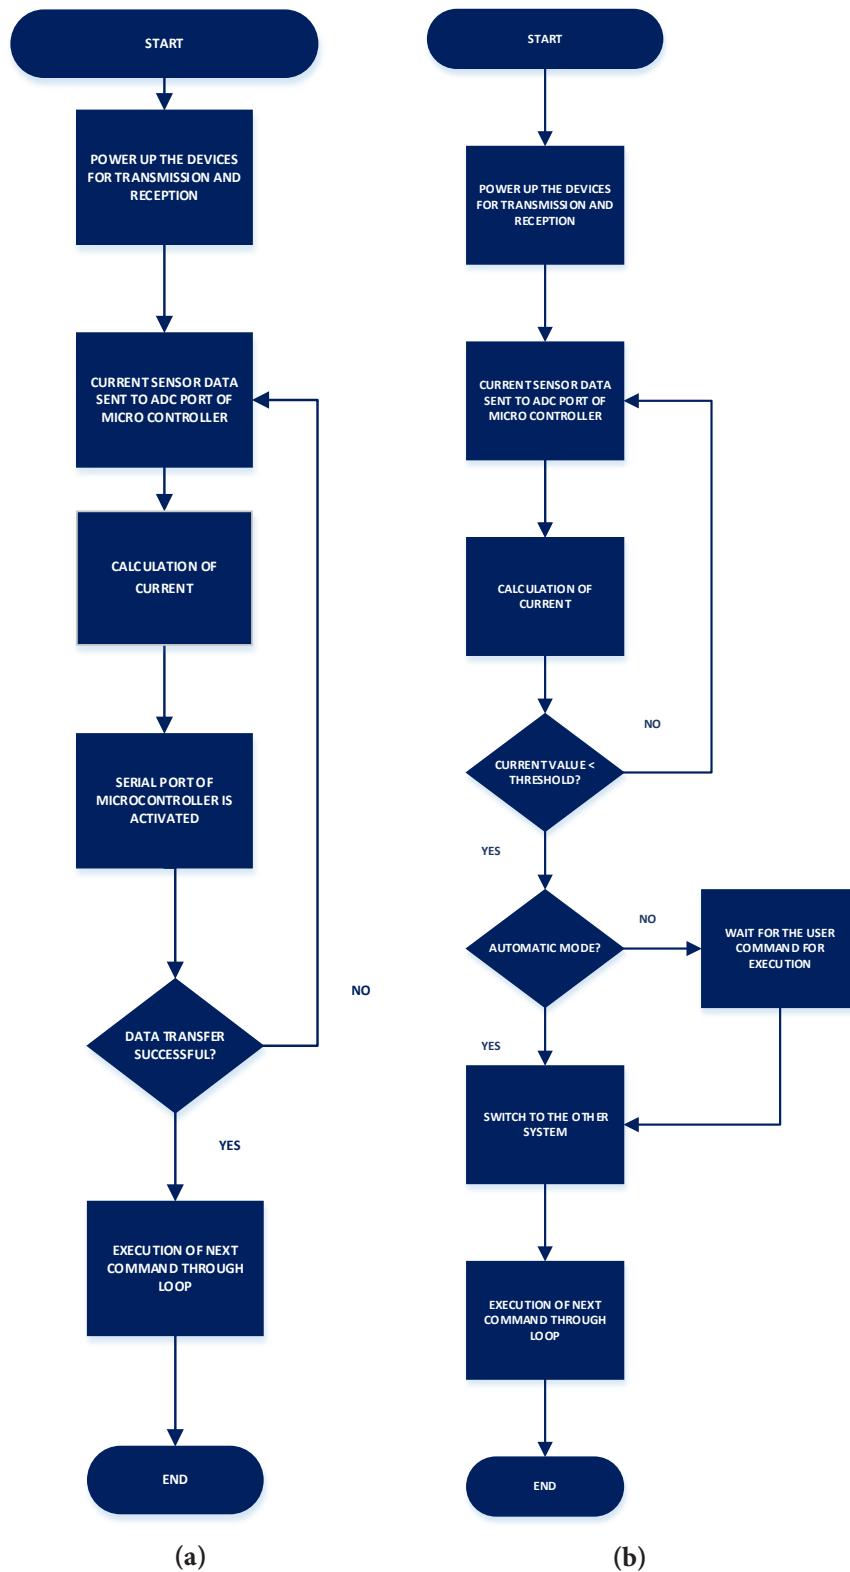 START
POWER UP THE DEVICES
FOR TRANSMISSION AND
RECEPTION
CURRENT SENSOR DATA
SENT TO ADC PORT OF
MICRO CONTROLLER
CALCULATION OF
CURRENT
SERIAL PORT OF
MICROCONTROLLER IS
ACTIVATED
DATA TRANSFER
SUCCESSFUL?
NO
YES
EXECUTION OF NEXT
COMMAND THROUGH
LOOP
END
(a)
START
POWER UP THE DEVICES
FOR TRANSMISSION AND
RECEPTION
CURRENT SENSOR DATA
SENT TO ADC PORT OF
MICRO CONTROLLER
CALCULATION OF
CURRENT
CURRENT VALUE <
THRESHOLD?
NO
YES
AUTOMATIC MODE?
NO
WAIT FOR THE USER
COMMAND FOR
EXECUTION
YES
SWITCH TO THE OTHER
SYSTEM
EXECUTION OF NEXT
COMMAND THROUGH
LOOP
END
(b)